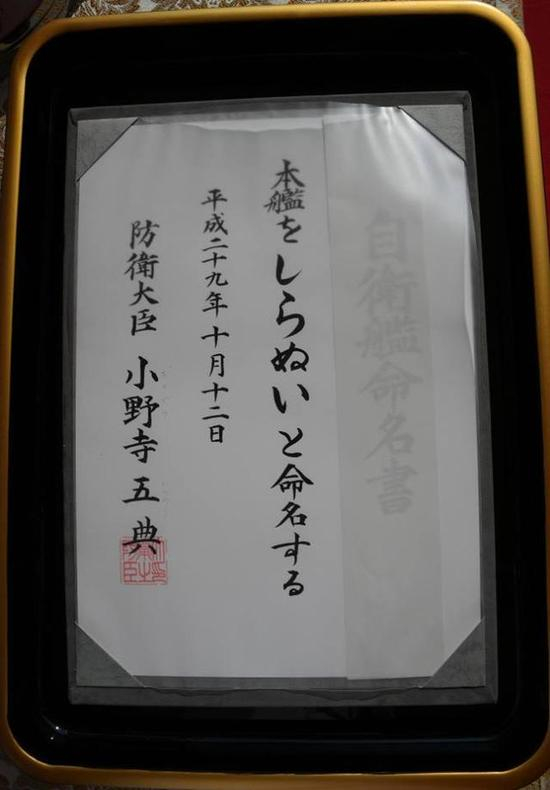 自衛艦命名書
本艦をしらぬいと命名する
平成二十九年十月十二日
防衛大臣 小野寺五典